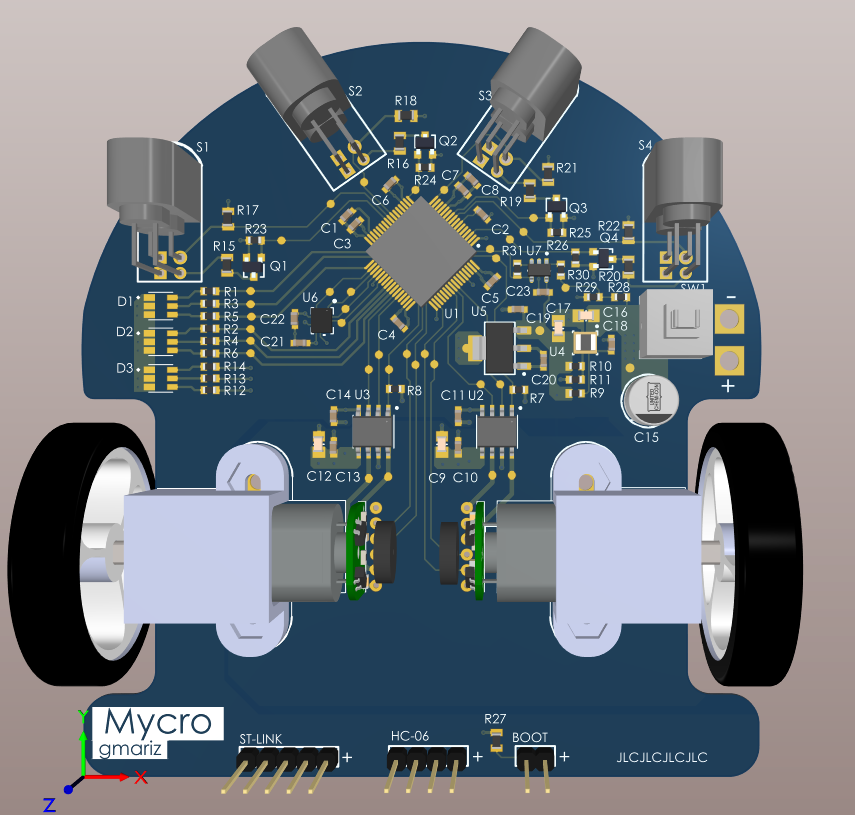 S2
S3
R18
S1
S4
Q2
R16
R24
C7
C8
R21
C6
R19
R17
C1
C3
C2
Q3
R23
R22
R25
Q4
R15
R26
R31
U7
Q1
R30
R20
R29
R28
SW1
C5
C23
D1
R1
R3
R5
U6
U1
U5
C19
C17
C16
C18
-
C22
D2
R2
R4
R6
C21
C4
U4
D3
R14
R13
R12
C20
R10
R11
R9
+
C14
U3
R8
C11
U2
R7
C15
C12
C13
C9
C10
Mycro
gmariz
Y
X
Z
ST-LINK
+
HC-06
+
R27
BOOT
+
JLCJLCJLCJLC